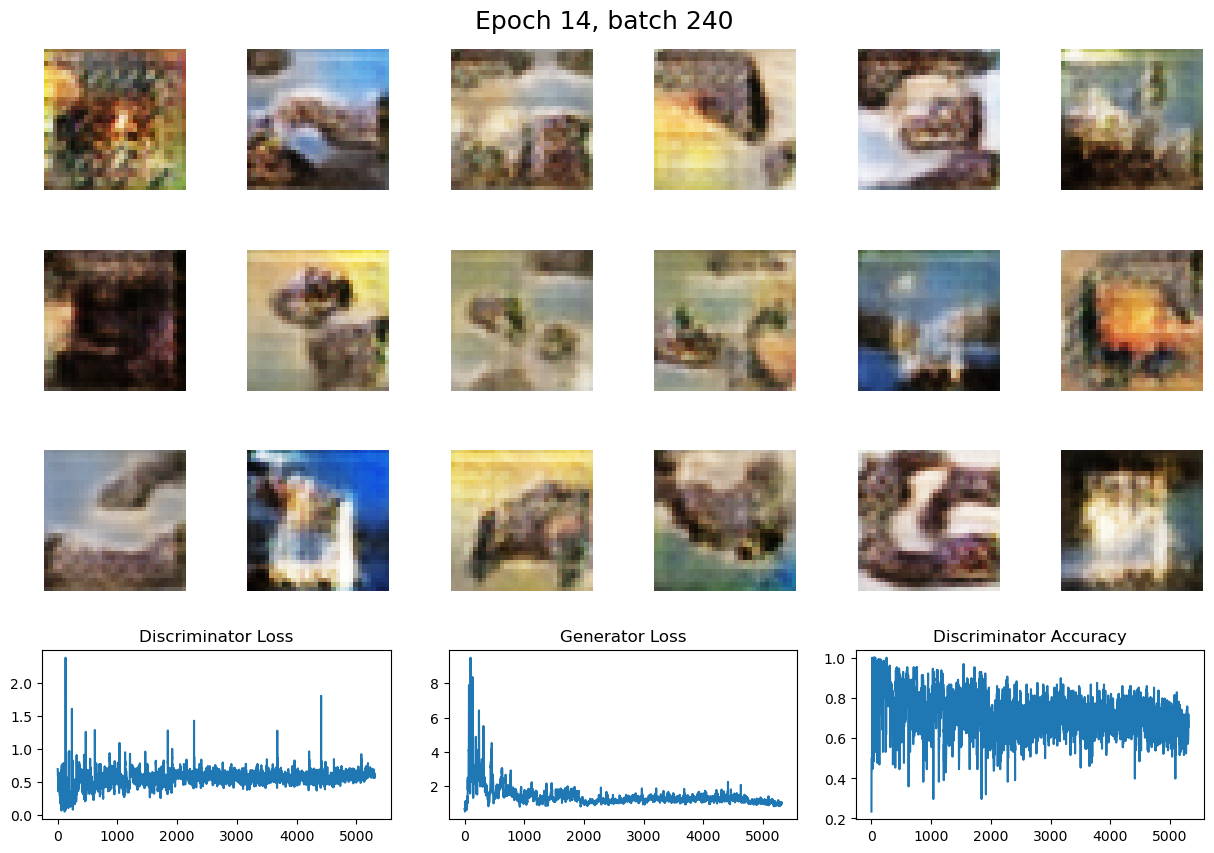 Epoch 14, batch 240
Discriminator Loss
Generator Loss
Discriminator Accuracy
2.0
1.5
1.0
0.5
0.0
0 1000 2000 3000 4000 5000
8
6
4
2
0 1000 2000 3000 4000 5000
1.0
0.8
0.6
0.4
0.2
0 1000 2000 3000 4000 5000